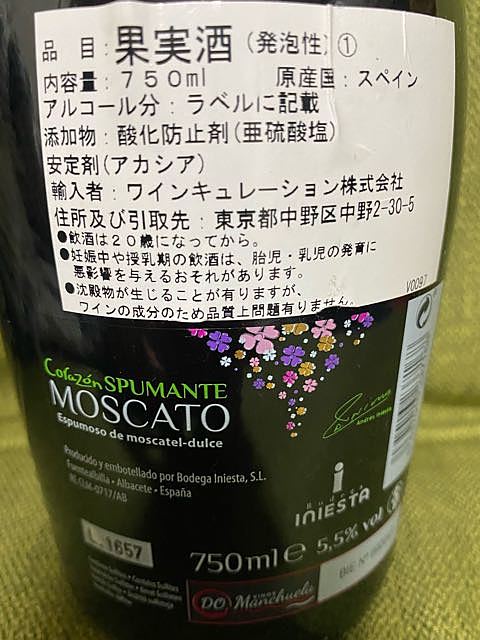 品目：果実酒（発泡性）①
内容量：７５０ml 原産国：スペイン
アルコール分：ラベルに記載
添加物：酸化防止剤(亜硫酸塩)
安定剤(アカシア)
輸入者：ワインキュレーション株式会社
住所及び引取先：東京都中野区中野2-30-5
●飲酒は２０歳になってから。
●妊娠中や授乳期の飲酒は、胎児・乳児の発育に
悪影響を与えるおそれがあります。
●沈殿物が生じることがありますが、
ワインの成分のため品質上問題有りません。
V0097
Corazón SPUMANTE
MOSCATO
Espumoso de moscatel-dulce
Producido y embotellado por Bodega Iniesta, S.L.
Fuentealbilla • Albacete • España
L.1657
Bodega
INIESTA
750ml e 5,5% vol
DO VINOS Manchuela